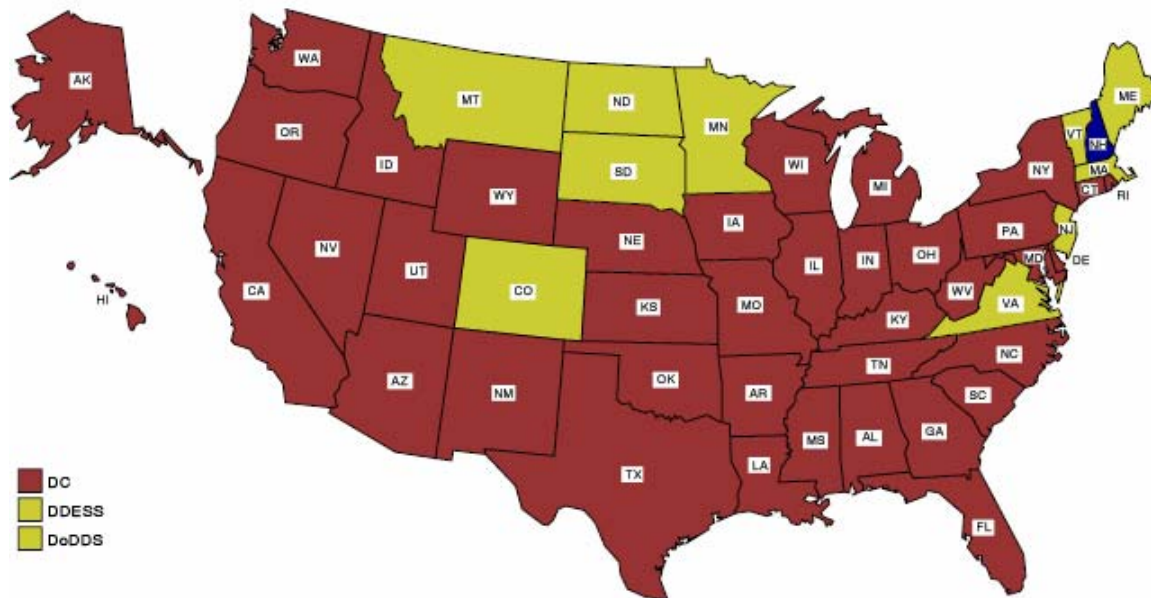 AK
WA
MT
ND
MN
ME
VT
NH
OR
ID
SD
WI
MI
NY
MA
CT
RI
WY
IA
PA
NJ
NE
NV
UT
IL
IN
OH
MD
DE
HI
CA
CO
KS
MO
WV
VA
KY
AZ
NM
OK
AR
TN
NC
SC
MS
AL
GA
TX
LA
FL
DC
DDESS
DoDDS